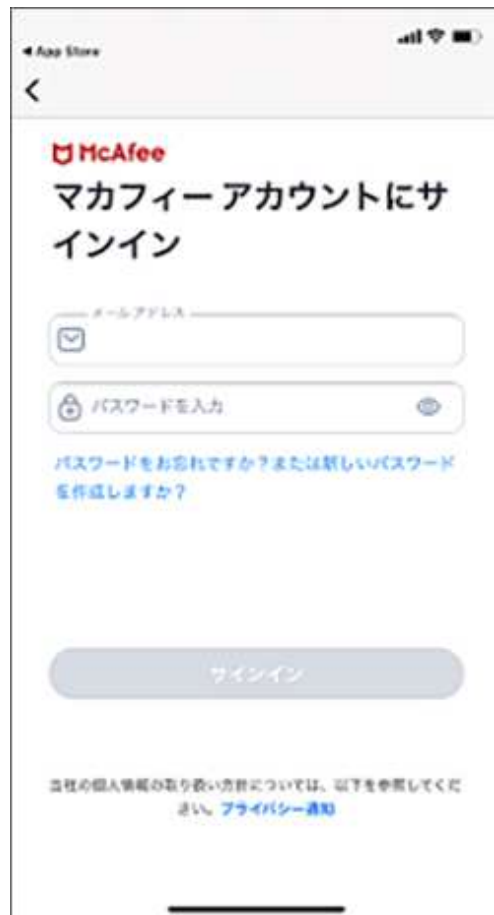 ◀ App Store
McAfee
マカフィー アカウントにサ
インイン
メール アドレス
パスワードを入力
パスワードをお忘れですか？または新しいパスワード
を作成しますか？
サインイン
当社の個人情報の取り扱い方針については、以下を参照してくだ
さい。プライバシー通知